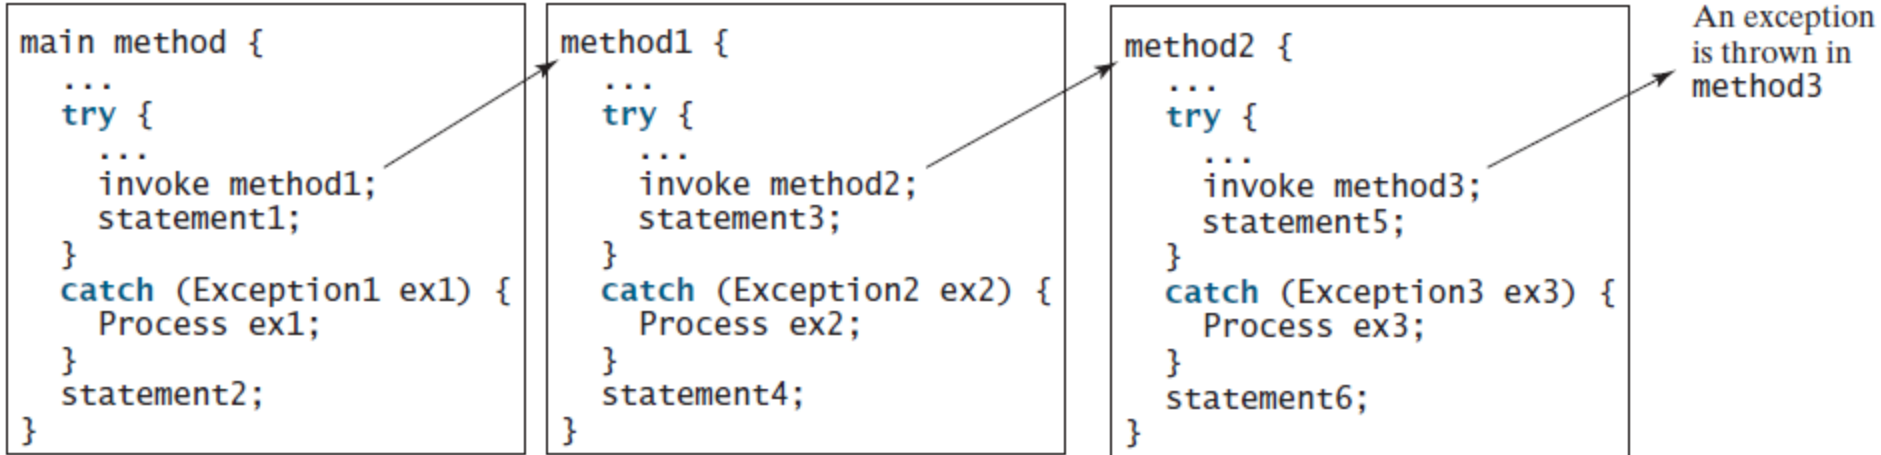 main method {
  ...
  try {
    ...
    invoke method1;
    statement1;
  }
  catch (Exception1 ex1) {
    Process ex1;
  }
  statement2;
}
method1 {
  ...
  try {
    ...
    invoke method2;
    statement3;
  }
  catch (Exception2 ex2) {
    Process ex2;
  }
  statement4;
}
method2 {
  ...
  try {
    ...
    invoke method3;
    statement5;
  }
  catch (Exception3 ex3) {
    Process ex3;
  }
  statement6;
}
An exception
is thrown in
method3